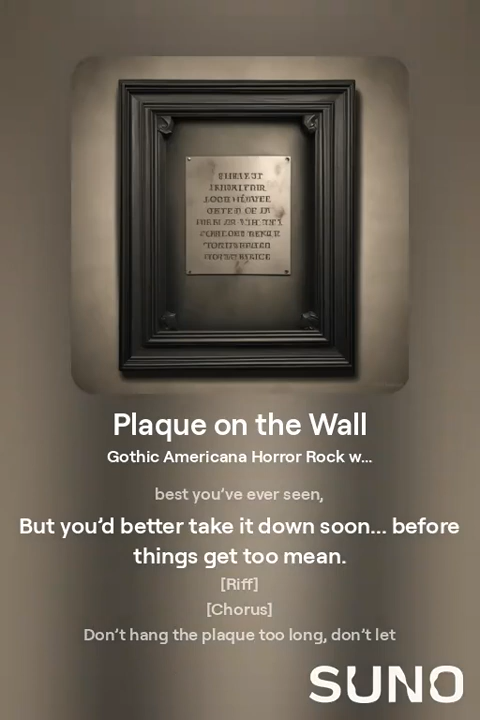 Plaque on the Wall
Gothic Americana Horror Rock w...
best you've ever seen,
But you'd better take it down soon... before
things get too mean.
[Riff]
[Chorus]
Don't hang the plaque too long, don't let
SUNO